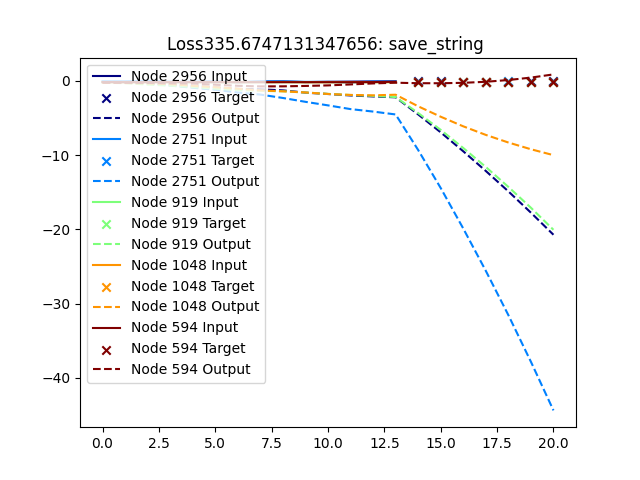 Loss335.6747131347656: save_string
Node 2956 Input
Node 2956 Target
Node 2956 Output
Node 2751 Input
Node 2751 Target
Node 2751 Output
Node 919 Input
Node 919 Target
Node 919 Output
Node 1048 Input
Node 1048 Target
Node 1048 Output
Node 594 Input
Node 594 Target
Node 594 Output
0
−10
−20
−30
−40
0.0 2.5 5.0 7.5 10.0 12.5 15.0 17.5 20.0